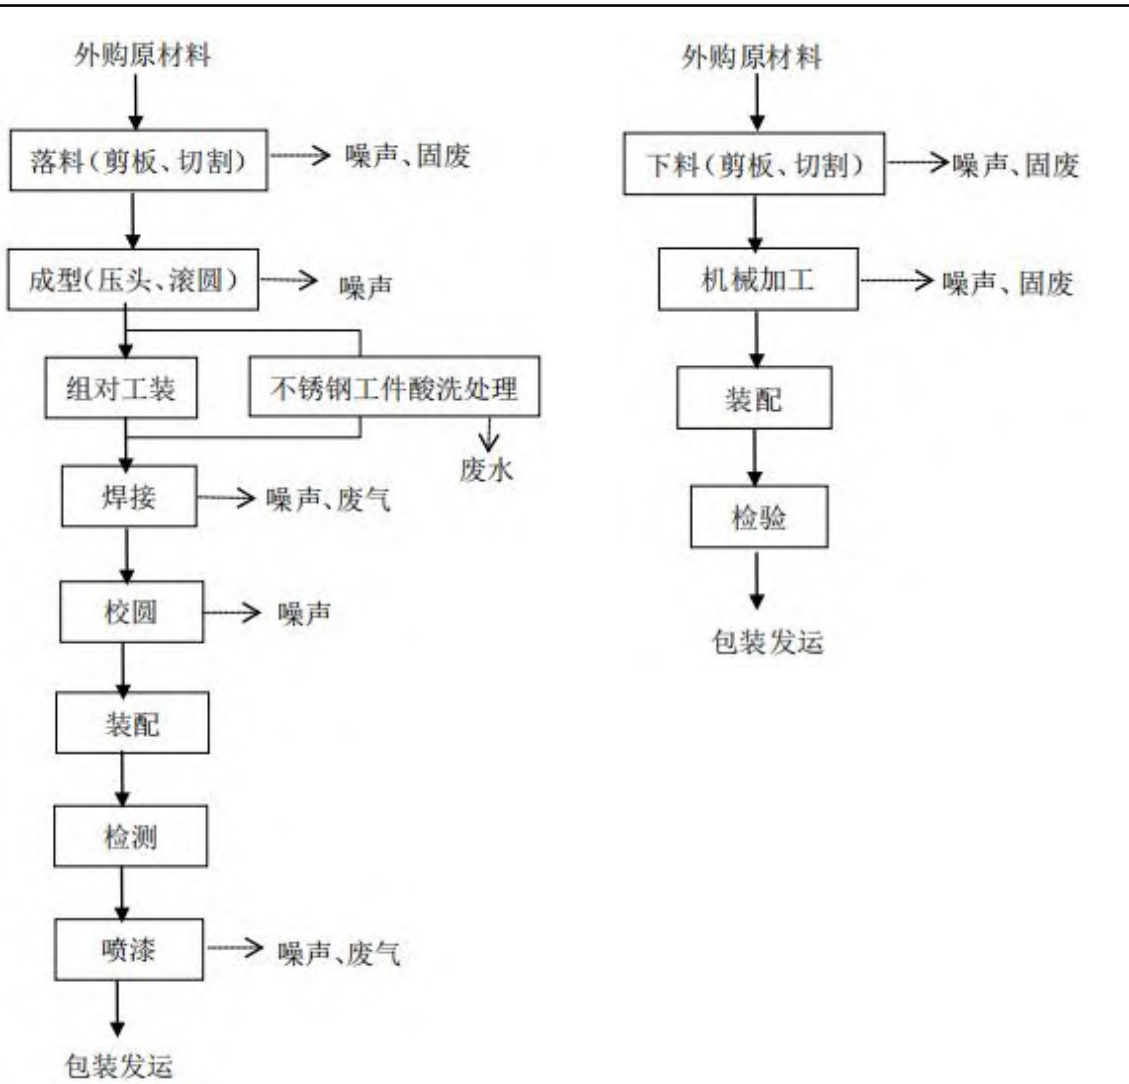 外购原材料
落料(剪板、切割)
噪声、固废
成型(压头、滚圆)
噪声
组对工装
不锈钢工件酸洗处理
废水
焊接
噪声、废气
校圆
噪声
装配
检测
喷漆
噪声、废气
包装发运
外购原材料
下料(剪板、切割)
噪声、固废
机械加工
噪声、固废
装配
检验
包装发运